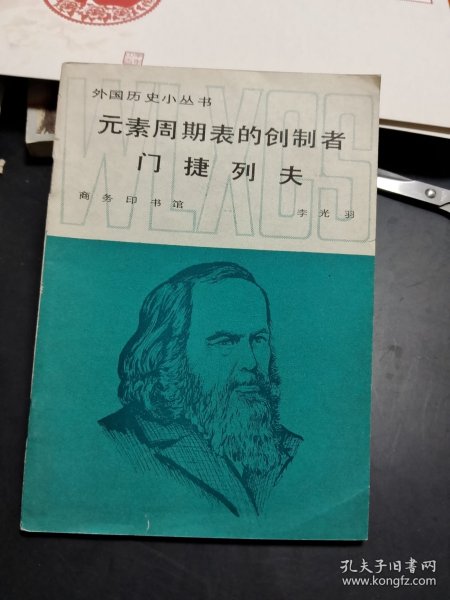 外国历史小丛书
WLXCS
元素周期表的创制者
门捷列夫
商务印书馆 李光羽
孔夫子旧书网
www.kongfz.com